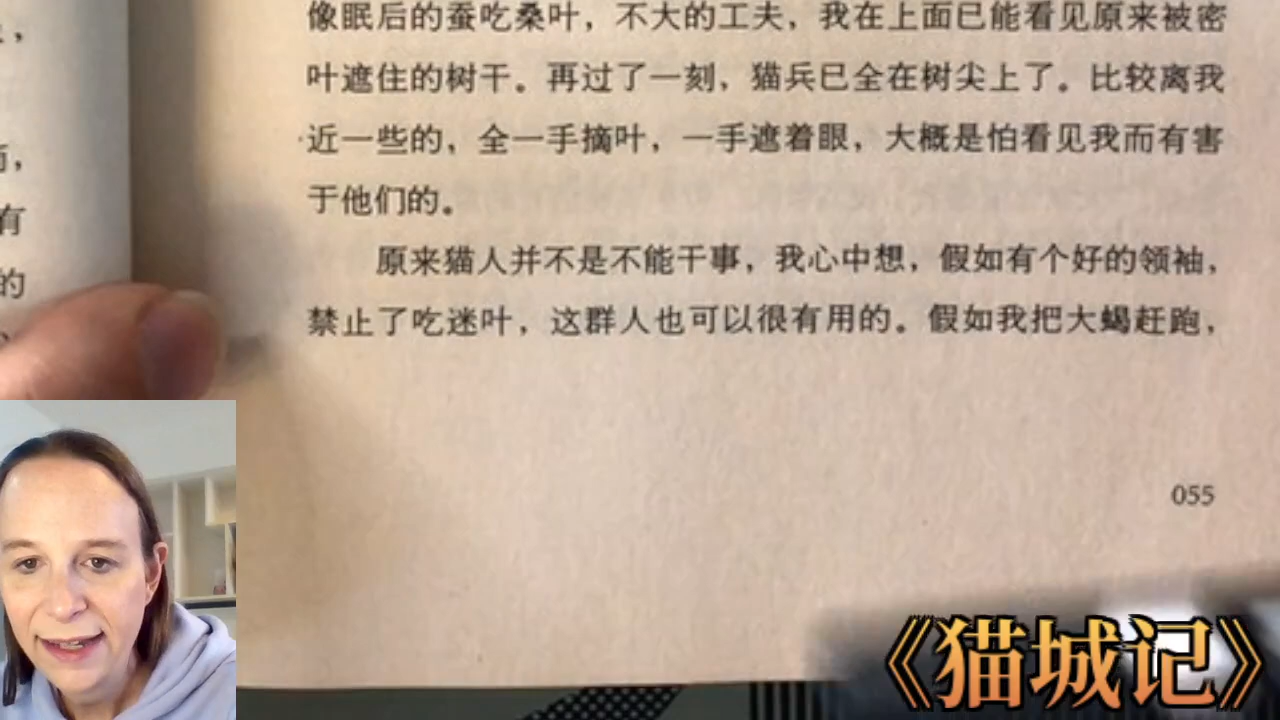 ，
而，
有
的
像眠后的蚕吃桑叶，不大的工夫，我在上面已能看见原来被密
叶遮住的树干。再过了一刻，猫兵已全在树尖上了。比较离我
近一些的，全一手摘叶，一手遮着眼，大概是怕看见我而有害
于他们的。
原来猫人并不是不能干事，我心中想，假如有个好的领袖，
禁止了吃迷叶，这群人也可以很有用的。假如我把大蝎赶跑，
055
《猫城记》